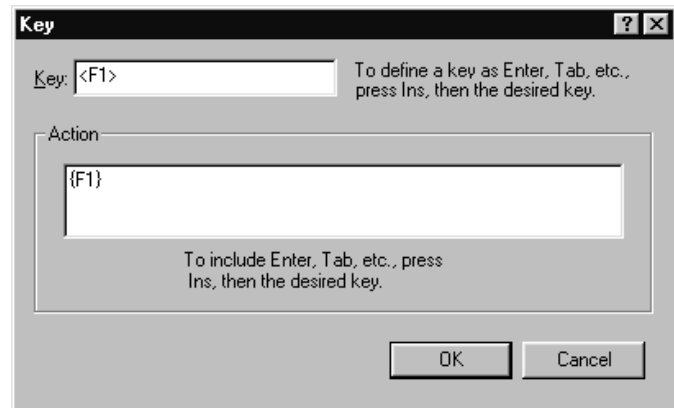 Key
Key: <F1>
To define a key as Enter, Tab, etc.,
press Ins, then the desired key.
Action
{F1}
To include Enter, Tab, etc., press
Ins, then the desired key.
OK Cancel